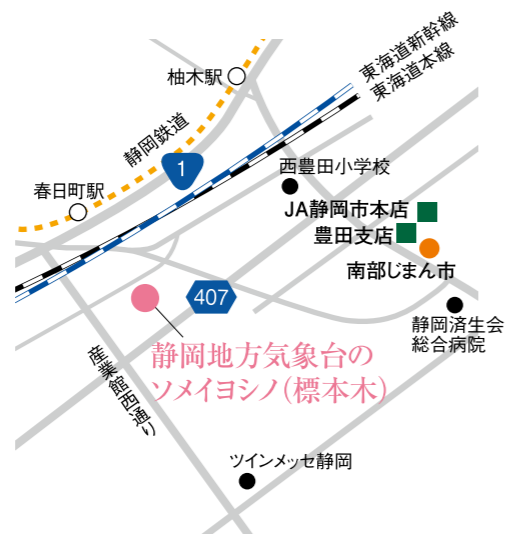 東海道新幹線
東海道本線
柚木駅
静岡鉄道
1
西豊田小学校
春日町駅
JA静岡市本店
豊田支店
南部じまん市
407
静岡済生会
総合病院
静岡地方気象台の
ソメイヨシノ(標本木)
産業館西通り
ツインメッセ静岡